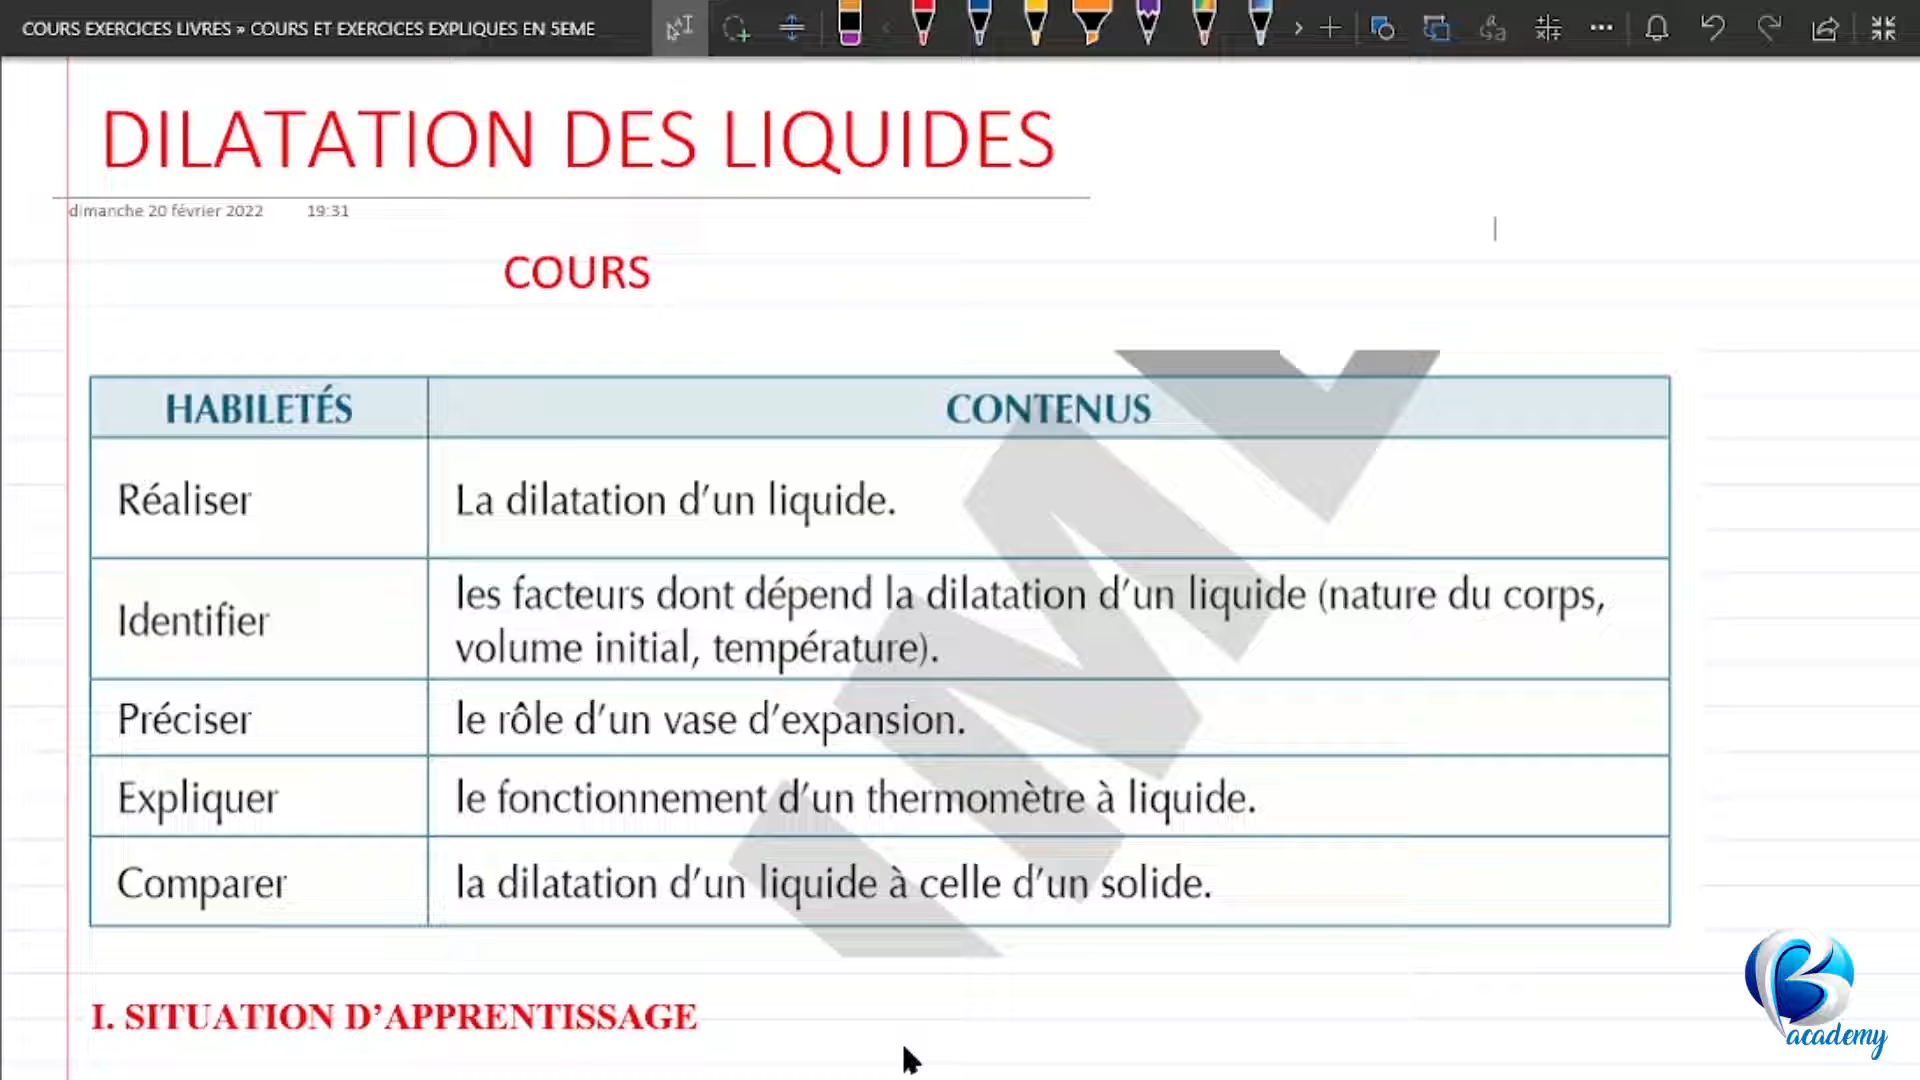 COURS EXERCICES LIVRES » COURS ET EXERCICES EXPLIQUES EN 5EME
DILATATION DES LIQUIDES
dimanche 20 février 2022 19:31
COURS
HABILETÉS CONTENUS
Réaliser La dilatation d’un liquide.
Identifier les facteurs dont dépend la dilatation d’un liquide (nature du corps,
volume initial, température).
Préciser le rôle d’un vase d’expansion.
Expliquer le fonctionnement d’un thermomètre à liquide.
Comparer la dilatation d’un liquide à celle d’un solide.
I. SITUATION D’APPRENTISSAGE
academy